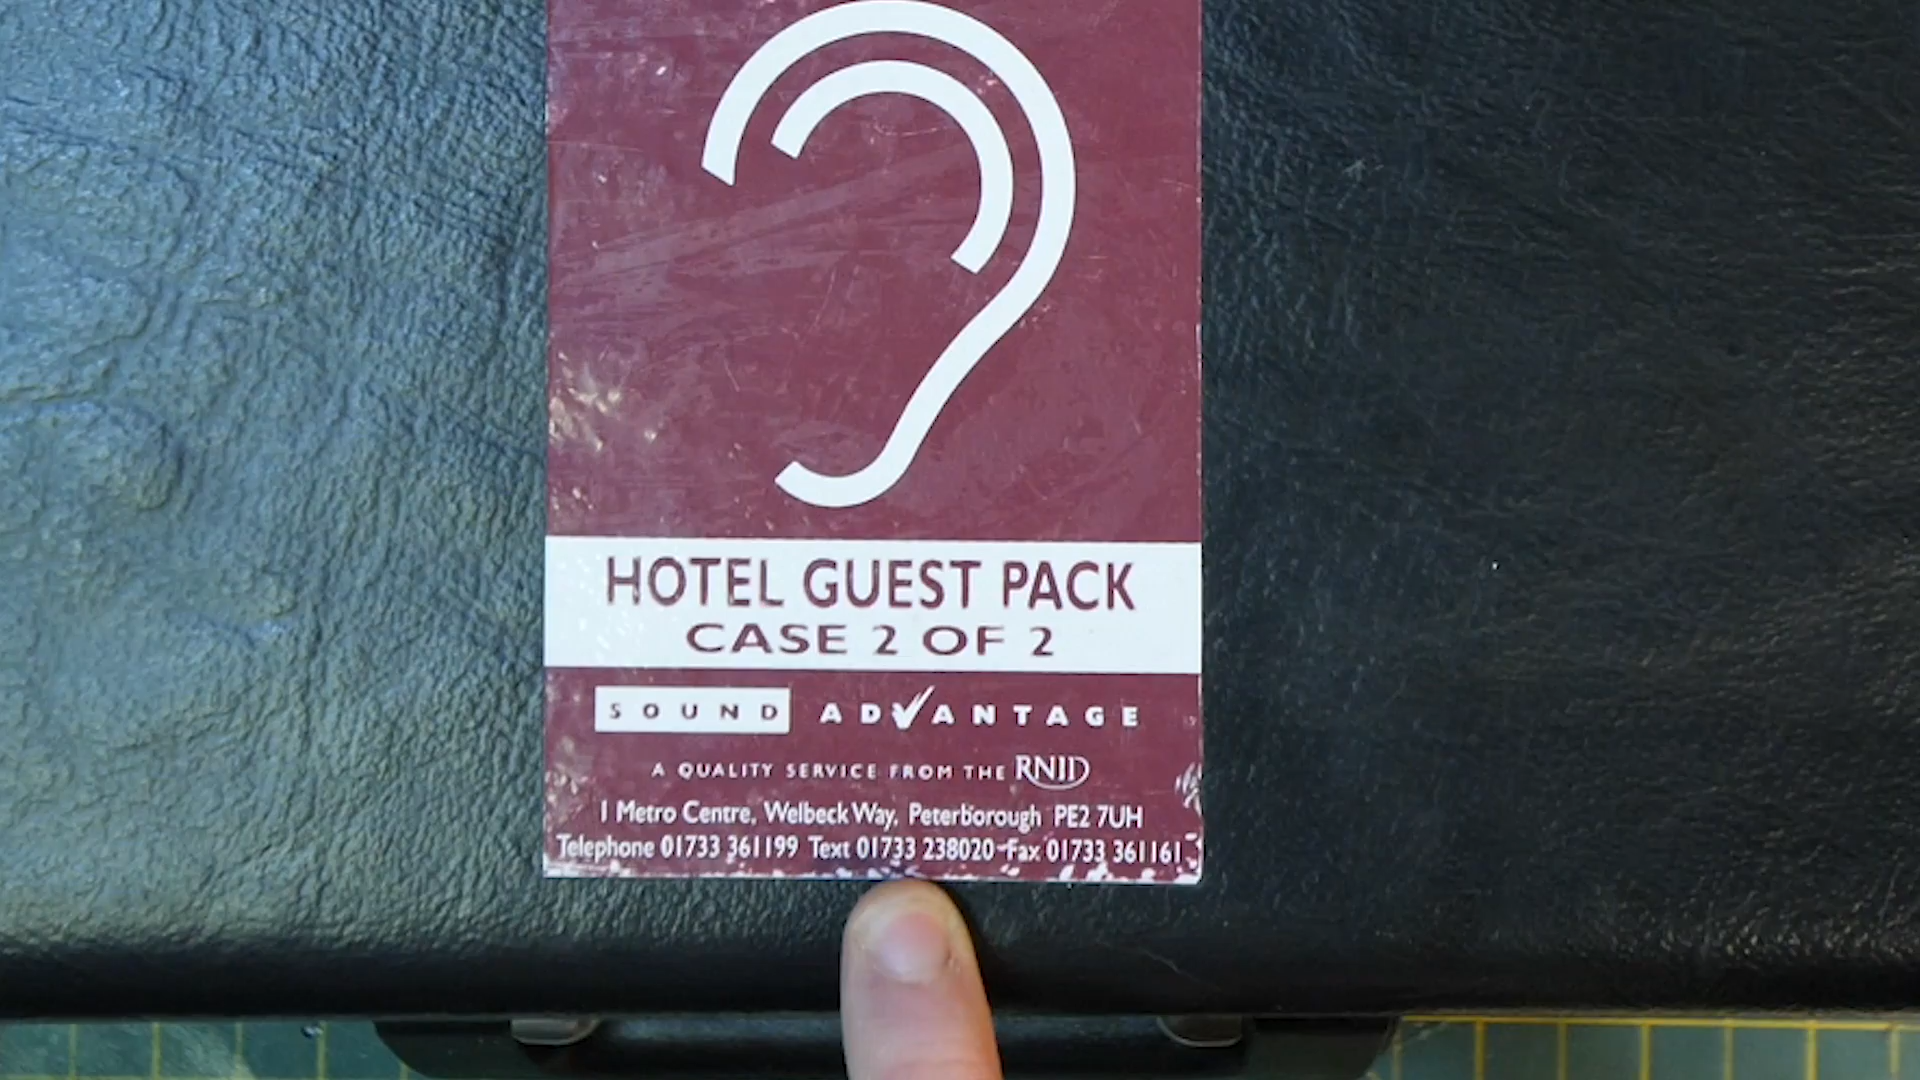 HOTEL GUEST PACK
CASE 2 OF 2
SOUND ADVANTAGE
A QUALITY SERVICE FROM THE RNID
1 Metro Centre, Welbeck Way, Peterborough PE2 7UH
Telephone 01733 361199 Text 01733 238020 Fax 01733 361161